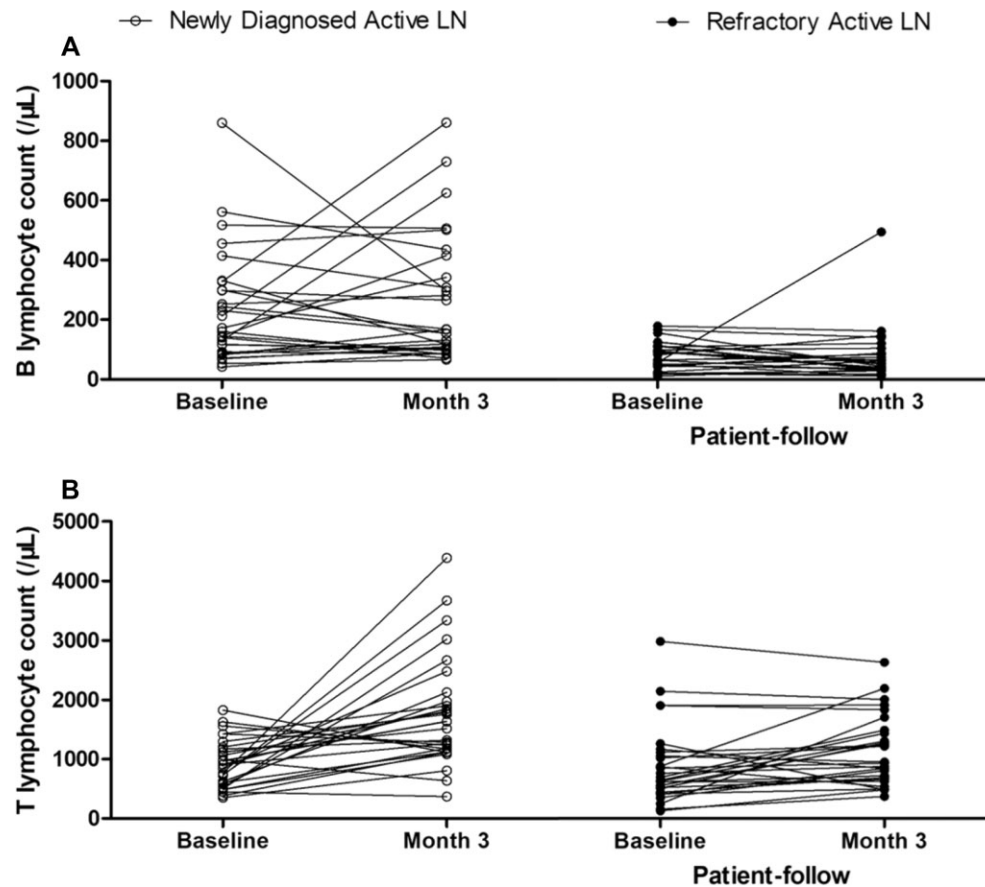 Newly Diagnosed Active LN Refractory Active LN
A
B lymphocyte count (/µL)
1000
800
600
400
200
0
Baseline Month 3 Baseline Month 3
Patient-follow
B
T lymphocyte count (/µL)
5000
4000
3000
2000
1000
0
Baseline Month 3 Baseline Month 3
Patient-follow